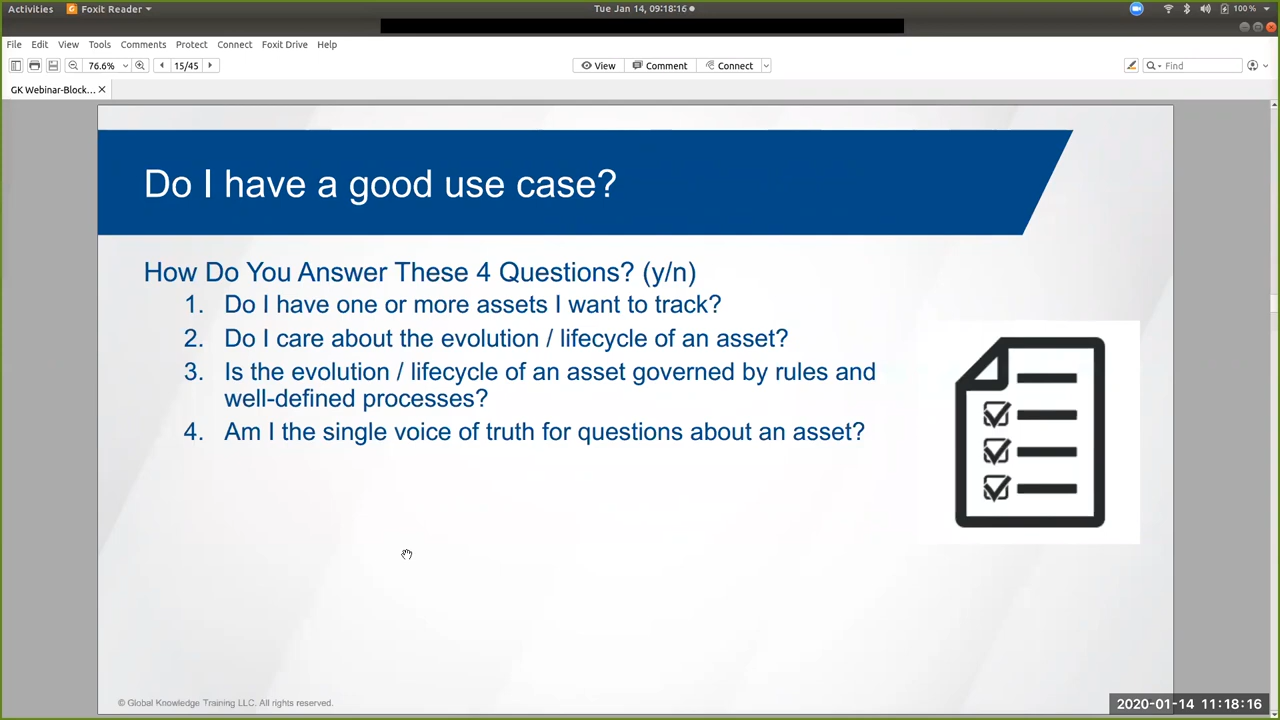 Activities Foxit Reader Tue Jan 14, 09:18:16 100 %
File Edit View Tools Comments Protect Connect Foxit Drive Help
76.6% 15/45 View Comment Connect Find
GK Webinar-Block...
Do I have a good use case?
How Do You Answer These 4 Questions? (y/n)
1. Do I have one or more assets I want to track?
2. Do I care about the evolution / lifecycle of an asset?
3. Is the evolution / lifecycle of an asset governed by rules and
well-defined processes?
4. Am I the single voice of truth for questions about an asset?
© Global Knowledge Training LLC. All rights reserved.
2020-01-14 11:18:16